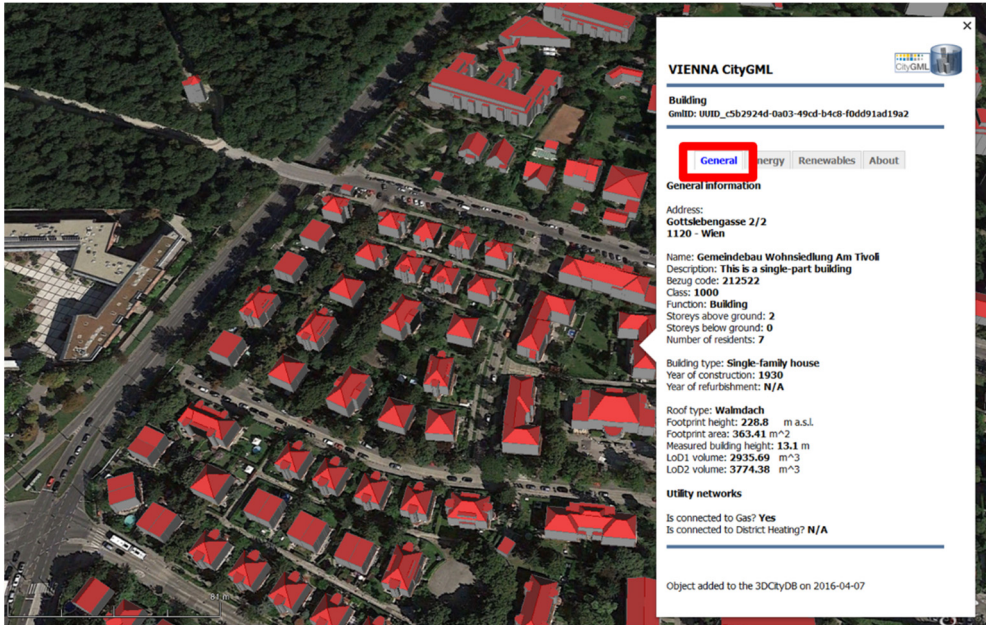 ×
VIENNA CityGML
CityGML
Building
GmlID: UUID_c5b2924d-0a03-49cd-b4c8-f0dd91ad19a2
General nergy Renewables About
General information
Address:
Gottslebengasse 2/2
1120 - Wien
Name: Gemeindebau Wohnsiedlung Am Tivoli
Description: This is a single-part building
Bezug code: 212522
Class: 1000
Function: Building
Storeys above ground: 2
Storeys below ground: 0
Number of residents: 7
Building type: Single-family house
Year of construction: 1930
Year of refurbishment: N/A
Roof type: Walmdach
Footprint height: 228.8 m a.s.l.
Footprint area: 363.41 m^2
Measured building height: 13.1 m
LoD1 volume: 2935.69 m^3
LoD2 volume: 3774.38 m^3
Utility networks
Is connected to Gas? Yes
Is connected to District Heating? N/A
Object added to the 3DCityDB on 2016-04-07
81 m